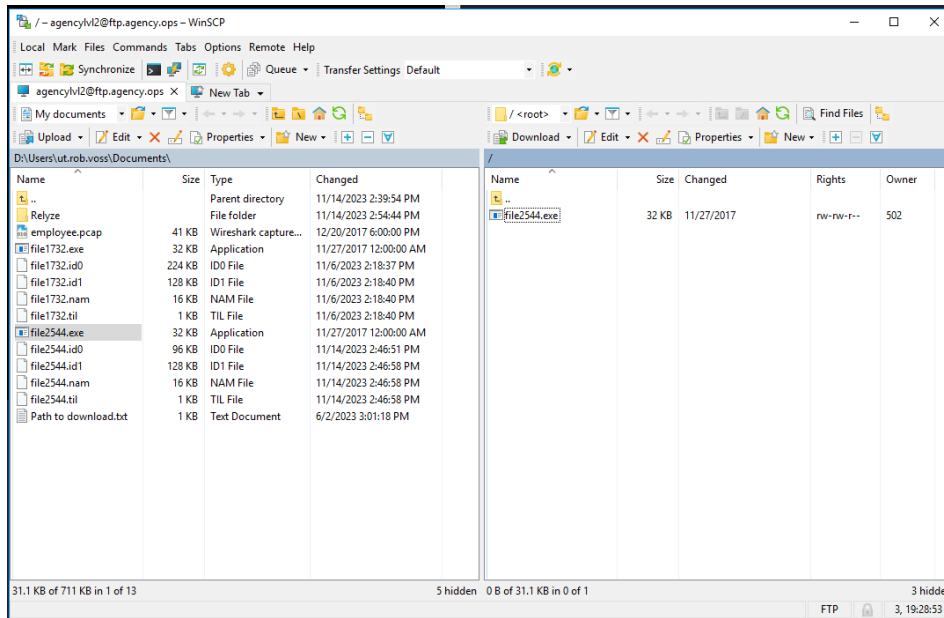 / – agencylvl2@ftp.agency.ops – WinSCP
Local Mark Files Commands Tabs Options Remote Help
Synchronize Queue Transfer Settings Default
agencylvl2@ftp.agency.ops × New Tab
My documents
/ <root> Find Files
Upload Edit Properties New
Download Edit Properties New
D:\Users\ut.rob.voss\Documents\
/
Name Size Type Changed
.. Parent directory 11/14/2023 2:39:54 PM
Relyze File folder 11/14/2023 2:54:44 PM
employee.pcap 41 KB Wireshark capture... 12/20/2017 6:00:00 PM
file1732.exe 32 KB Application 11/27/2017 12:00:00 AM
file1732.id0 224 KB ID0 File 11/6/2023 2:18:37 PM
file1732.id1 128 KB ID1 File 11/6/2023 2:18:40 PM
file1732.nam 16 KB NAM File 11/6/2023 2:18:40 PM
file1732.til 1 KB TIL File 11/6/2023 2:18:40 PM
file2544.exe 32 KB Application 11/27/2017 12:00:00 AM
file2544.id0 96 KB ID0 File 11/14/2023 2:46:51 PM
file2544.id1 128 KB ID1 File 11/14/2023 2:46:58 PM
file2544.nam 16 KB NAM File 11/14/2023 2:46:58 PM
file2544.til 1 KB TIL File 11/14/2023 2:46:58 PM
Path to download.txt 1 KB Text Document 6/2/2023 3:01:18 PM
Name Size Changed Rights Owner
..
file2544.exe 32 KB 11/27/2017 rw-rw-r-- 502
31.1 KB of 711 KB in 1 of 13 5 hidden
0 B of 31.1 KB in 0 of 1 3 hidde
FTP 3, 19:28:53